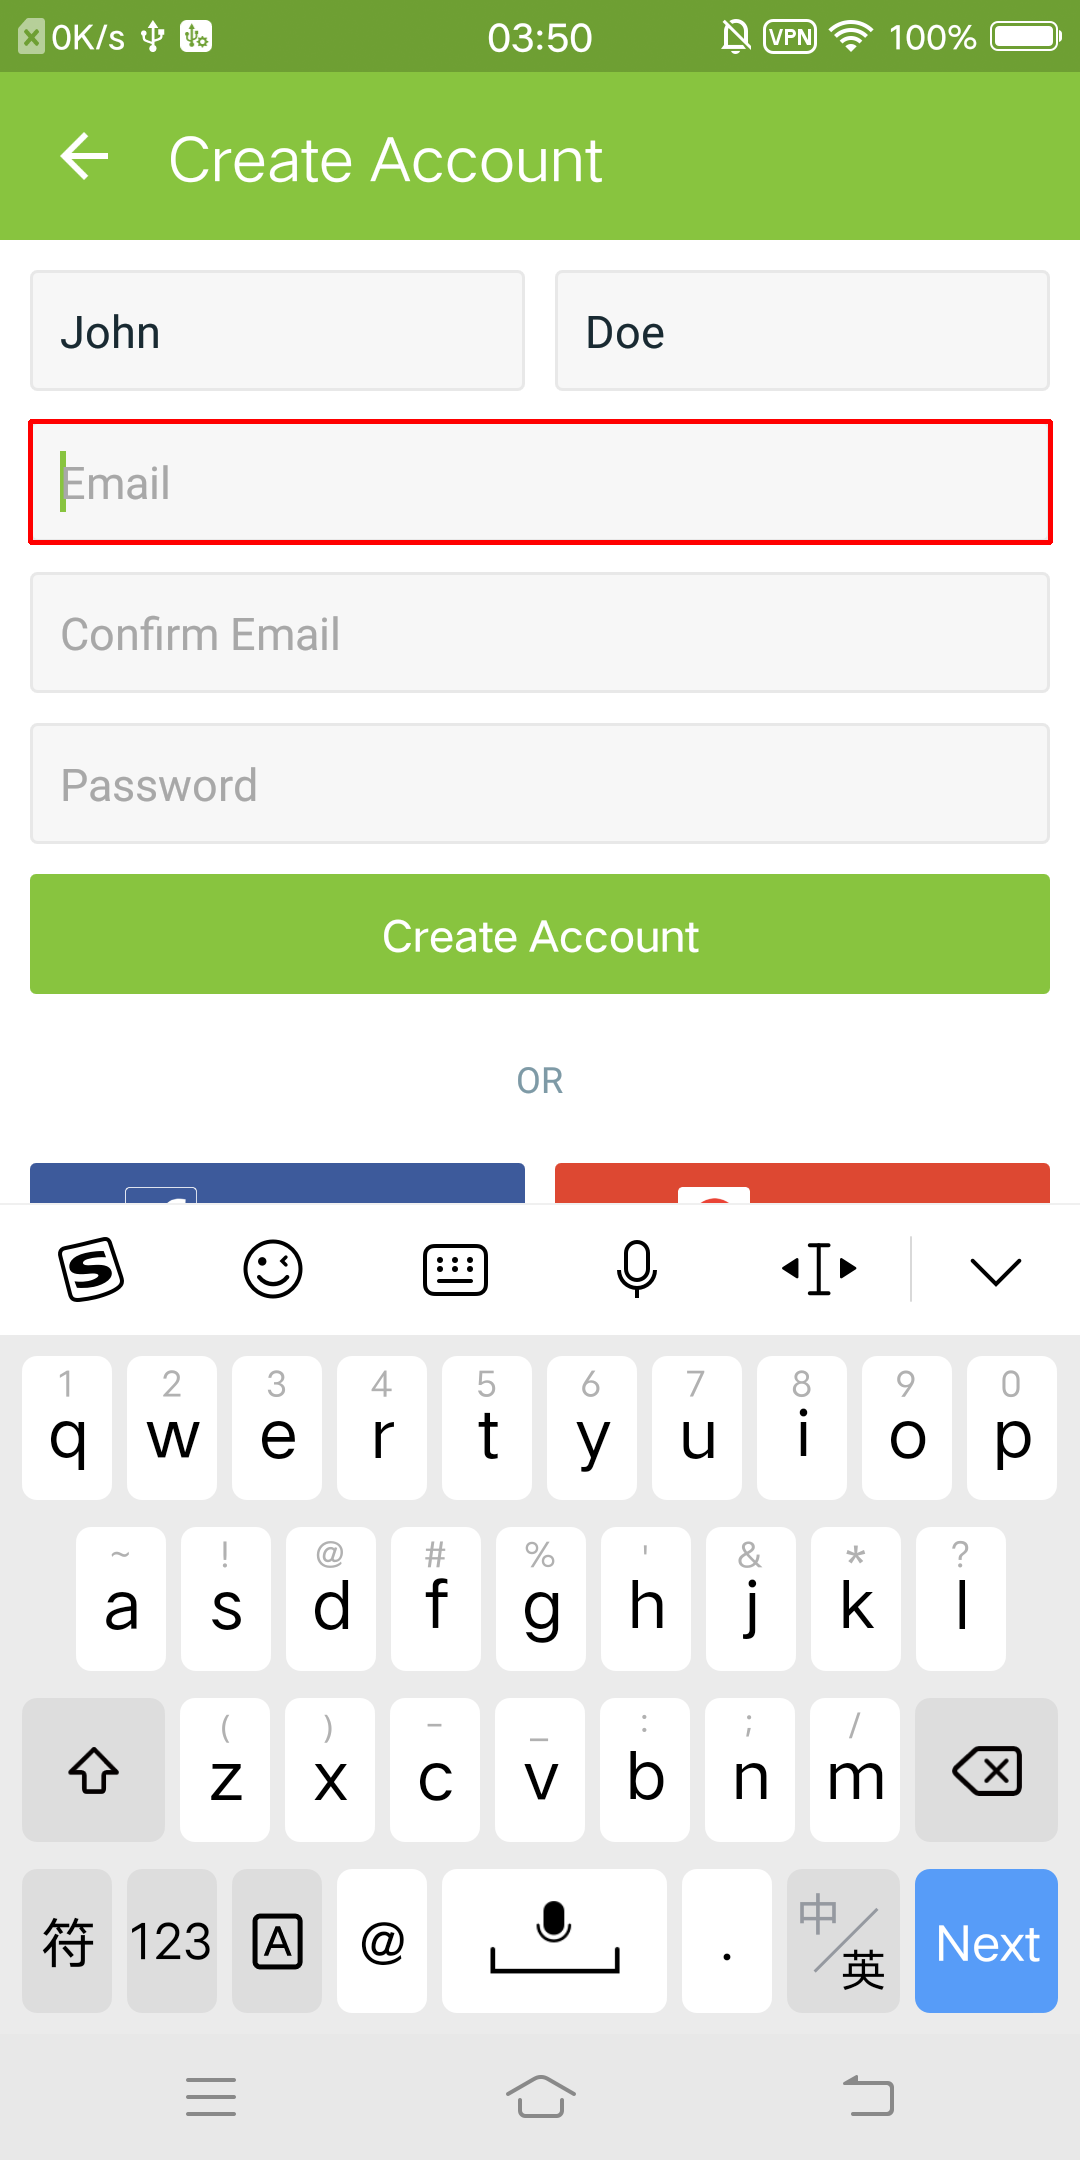 0K/s 03:50 VPN 100%
Create Account
John Doe
Email
Confirm Email
Password
Create Account
OR
1 2 3 4 5 6 7 8 9 0
q w e r t y u i o p
~ ! @ # % ' & * ?
a s d f g h j k l
( ) - _ : ; /
z x c v b n m
符 123 A @ . 中/英 Next